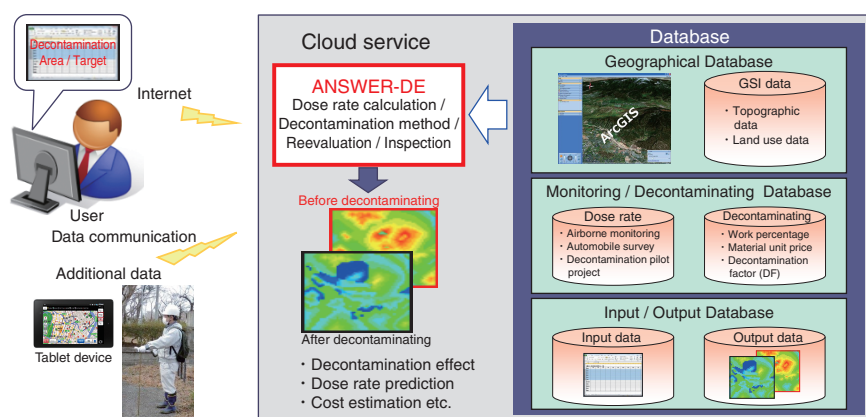 Decontamination
Area / Target
Internet
User
Data communication
Additional data
Tablet device
Cloud service
ANSWER-DE
Dose rate calculation /
Decontamination method /
Reevaluation / Inspection
Before decontaminating
After decontaminating
・Decontamination effect
・Dose rate prediction
・Cost estimation etc.
Database
Geographical Database
ArcGIS
GSI data
・Topographic
data
・Land use data
Monitoring / Decontaminating Database
Dose rate
・Airborne monitoring
・Automobile survey
・Decontamination pilot
project
Decontaminating
・Work percentage
・Material unit price
・Decontamination
factor (DF)
Input / Output Database
Input data
Output data